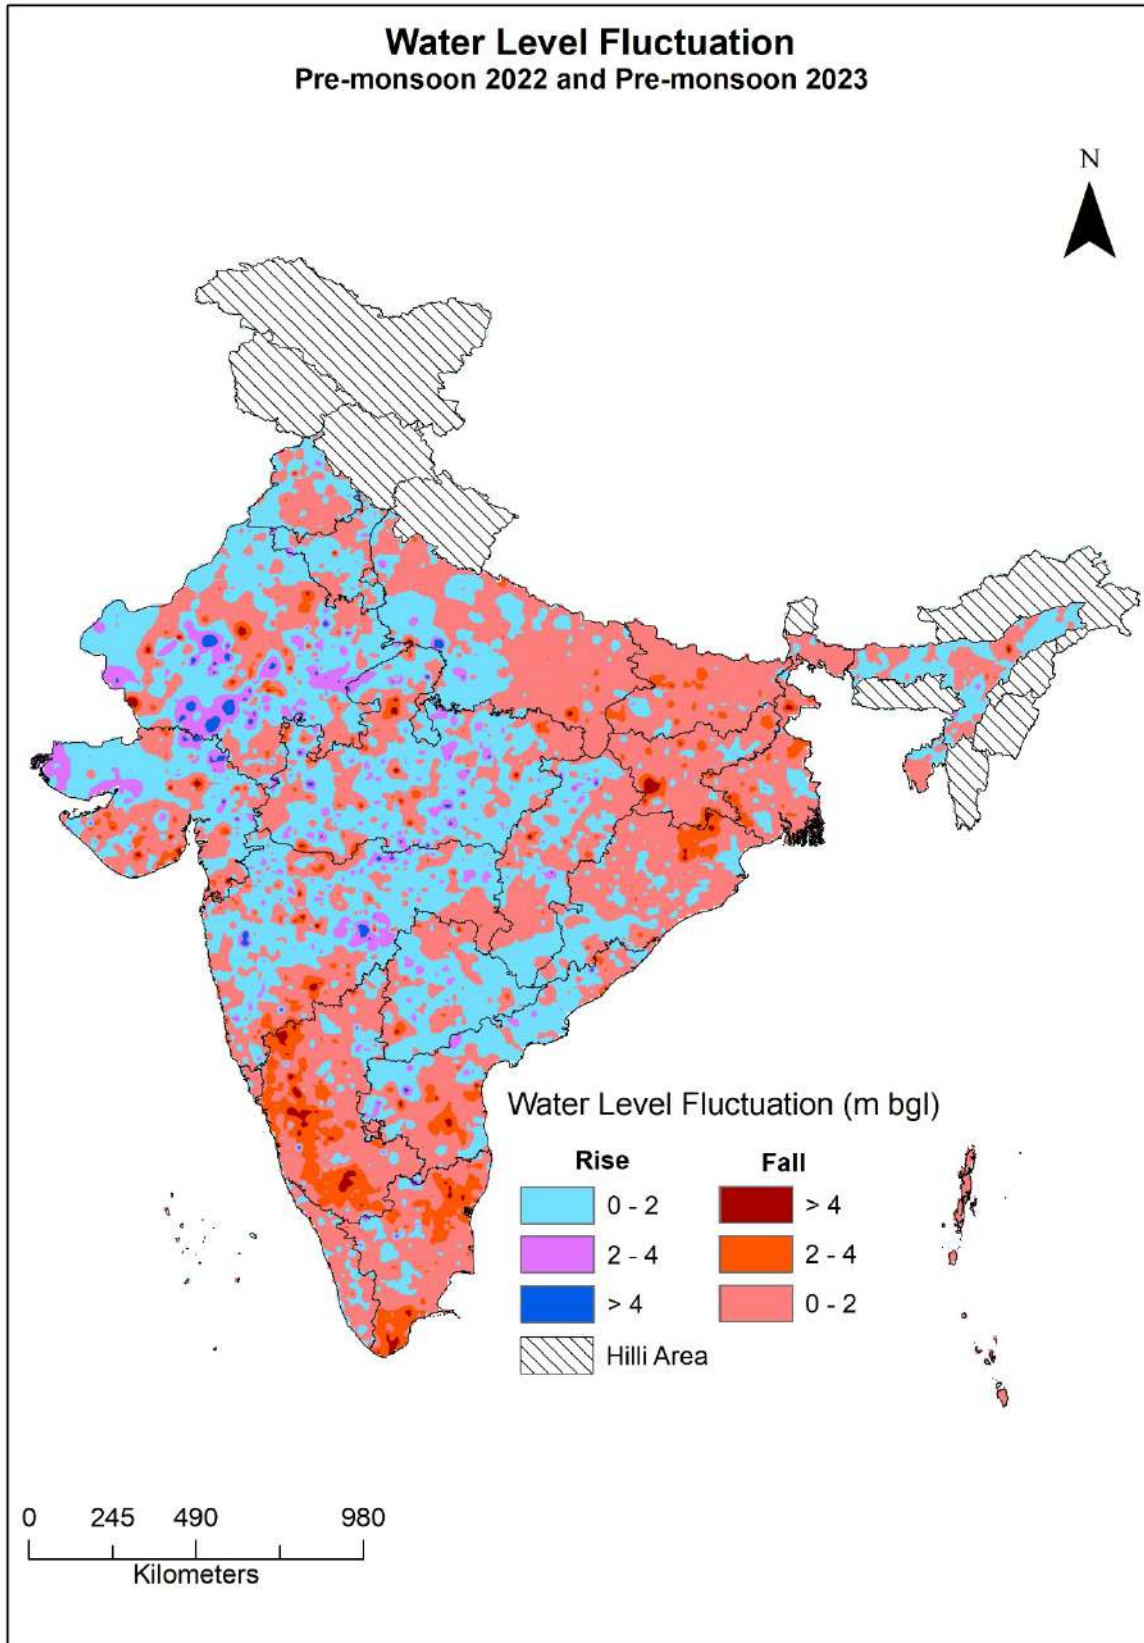 Water Level Fluctuation
Pre-monsoon 2022 and Pre-monsoon 2023
N
Water Level Fluctuation (m bgl)
Rise Fall
0 - 2 > 4
2 - 4 2 - 4
> 4 0 - 2
Hilli Area
0 245 490 980
Kilometers